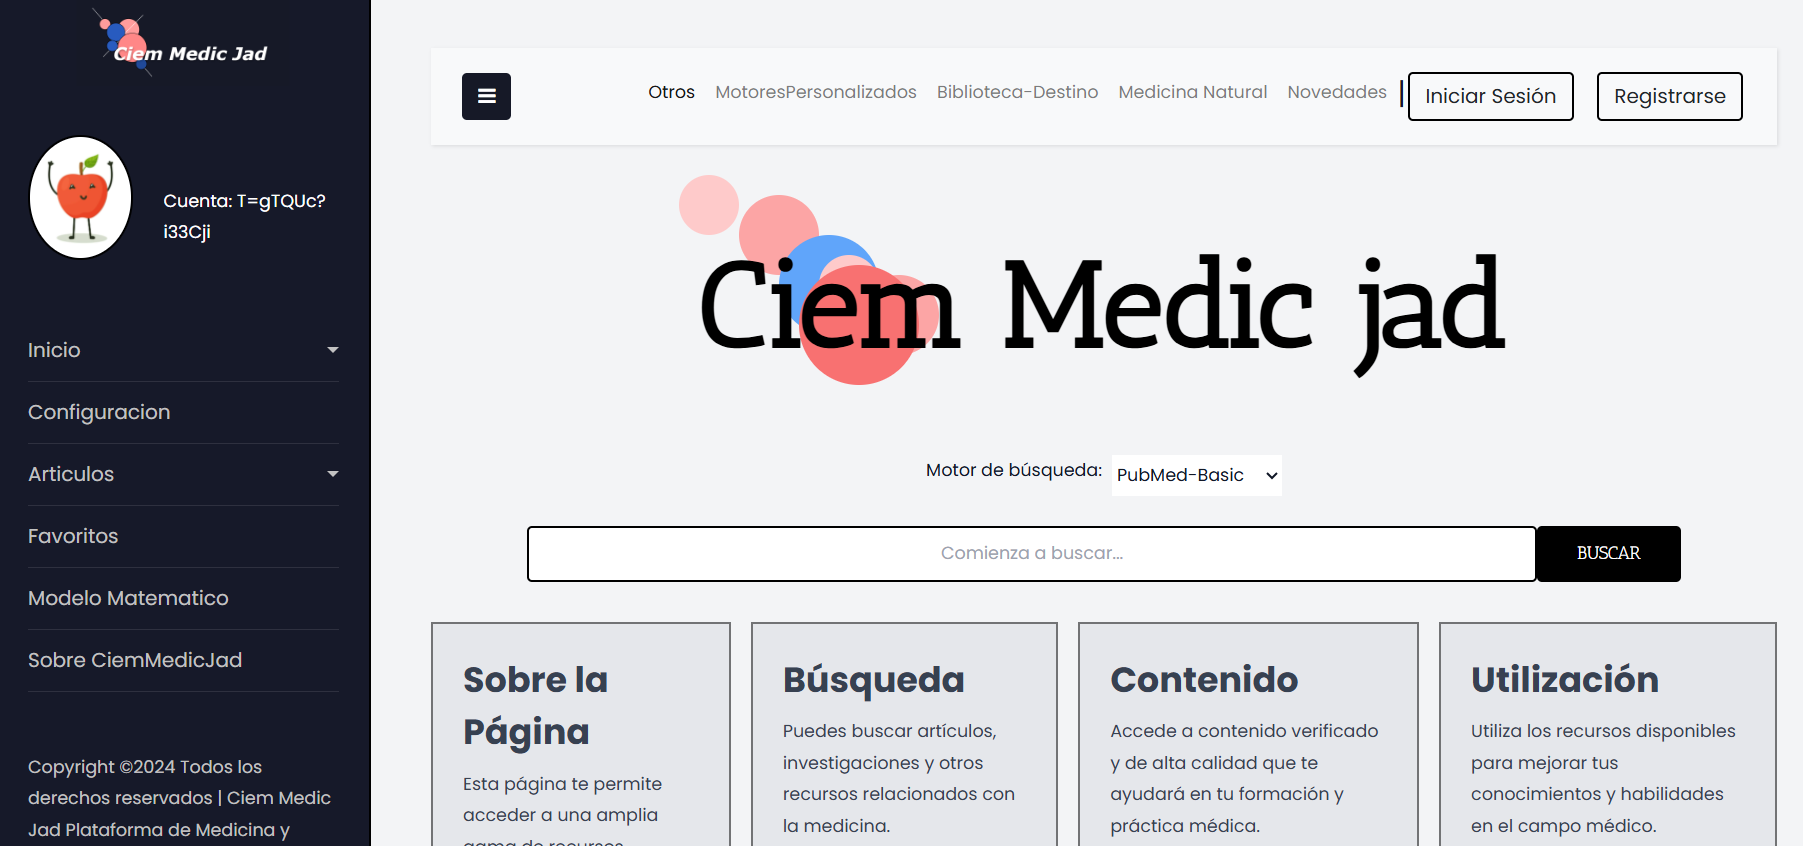 Ciem Medic Jad
Cuenta: T=gTQUc?
i33Cji
Inicio
Configuracion
Articulos
Favoritos
Modelo Matematico
Sobre CiemMedicJad
Copyright ©2024 Todos los
derechos reservados | Ciem Medic
Jad Plataforma de Medicina y
Otros MotoresPersonalizados Biblioteca-Destino Medicina Natural Novedades | Iniciar Sesión Registrarse
Ciem Medic jad
Motor de búsqueda: PubMed-Basic
Comienza a buscar... BUSCAR
Sobre la
Página
Esta página te permite
acceder a una amplia
gama de recursos
Búsqueda
Puedes buscar artículos,
investigaciones y otros
recursos relacionados con
la medicina.
Contenido
Accede a contenido verificado
y de alta calidad que te
ayudará en tu formación y
práctica médica.
Utilización
Utiliza los recursos disponibles
para mejorar tus
conocimientos y habilidades
en el campo médico.